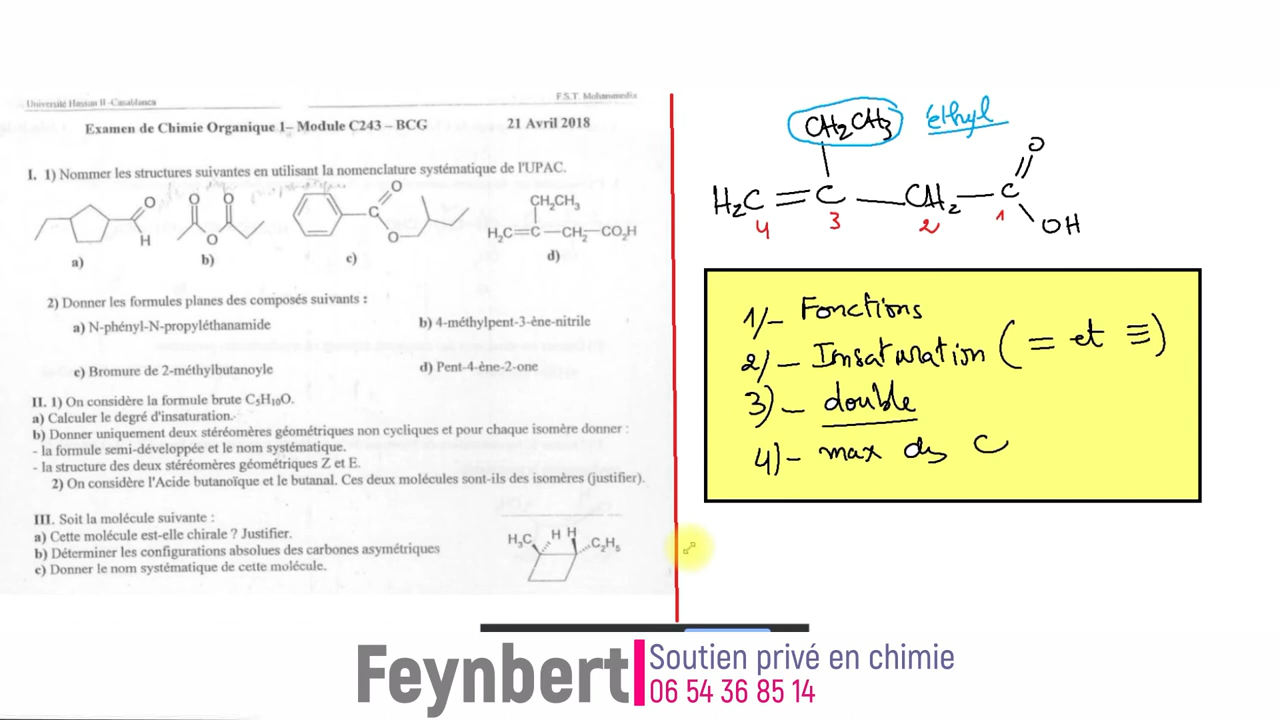 Université Hassan II -Casablanca
F.S.T. Mohammedia
Examen de Chimie Organique 1- Module C243 – BCG 21 Avril 2018
I. 1) Nommer les structures suivantes en utilisant la nomenclature systématique de l'UPAC.
O
H
a)
O O
O
b)
O
C
O
c)
CH₂CH₃
H₂C=C—CH₂—CO₂H
d)
2) Donner les formules planes des composés suivants :
a) N-phényl-N-propyléthanamide b) 4-méthylpent-3-ène-nitrile
c) Bromure de 2-méthylbutanoyle d) Pent-4-ène-2-one
II. 1) On considère la formule brute C₅H₁₀O.
a) Calculer le degré d'insaturation.
b) Donner uniquement deux stéréomères géométriques non cycliques et pour chaque isomère donner :
- la formule semi-développée et le nom systématique.
- la structure des deux stéréomères géométriques Z et E.
2) On considère l'Acide butanoïque et le butanal. Ces deux molécules sont-ils des isomères (justifier).
III. Soit la molécule suivante :
a) Cette molécule est-elle chirale ? Justifier.
b) Déterminer les configurations absolues des carbones asymétriques
c) Donner le nom systématique de cette molécule.
H₃C H H C₂H₅
CH₂CH₃ éthyl
O
H₂C=C—CH₂—C
4 3 2 1
OH
1/- Fonctions
2/- Insaturation (= et ≡)
3)- double
4)- max des C
Feynbert
Soutien privé en chimie
06 54 36 85 14